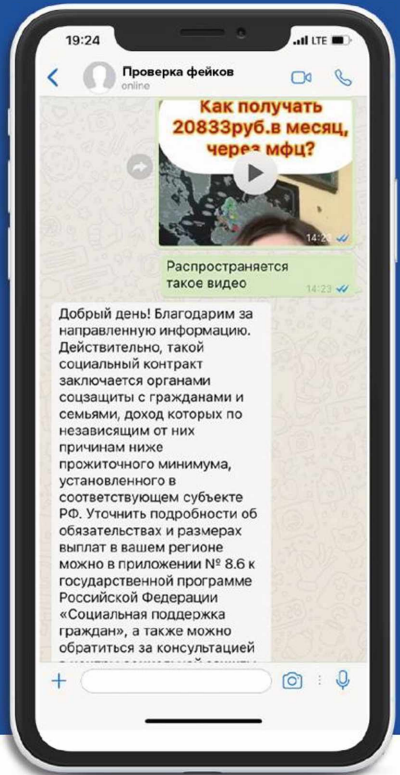 19:24
LTE
Проверка фейков
online
Как получать
20833руб.в месяц,
через мфц?
14:23
Распространяется
такое видео
14:23
Добрый день! Благодарим за
направленную информацию.
Действительно, такой
социальный контракт
заключается органами
соцзащиты с гражданами и
семьями, доход которых по
независящим от них
причинам ниже
прожиточного минимума,
установленного в
соответствующем субъекте
РФ. Уточнить подробности об
обязательствах и размерах
выплат в вашем регионе
можно в приложении № 8.6 к
государственной программе
Российской Федерации
«Социальная поддержка
граждан», а также можно
обратиться за консультацией